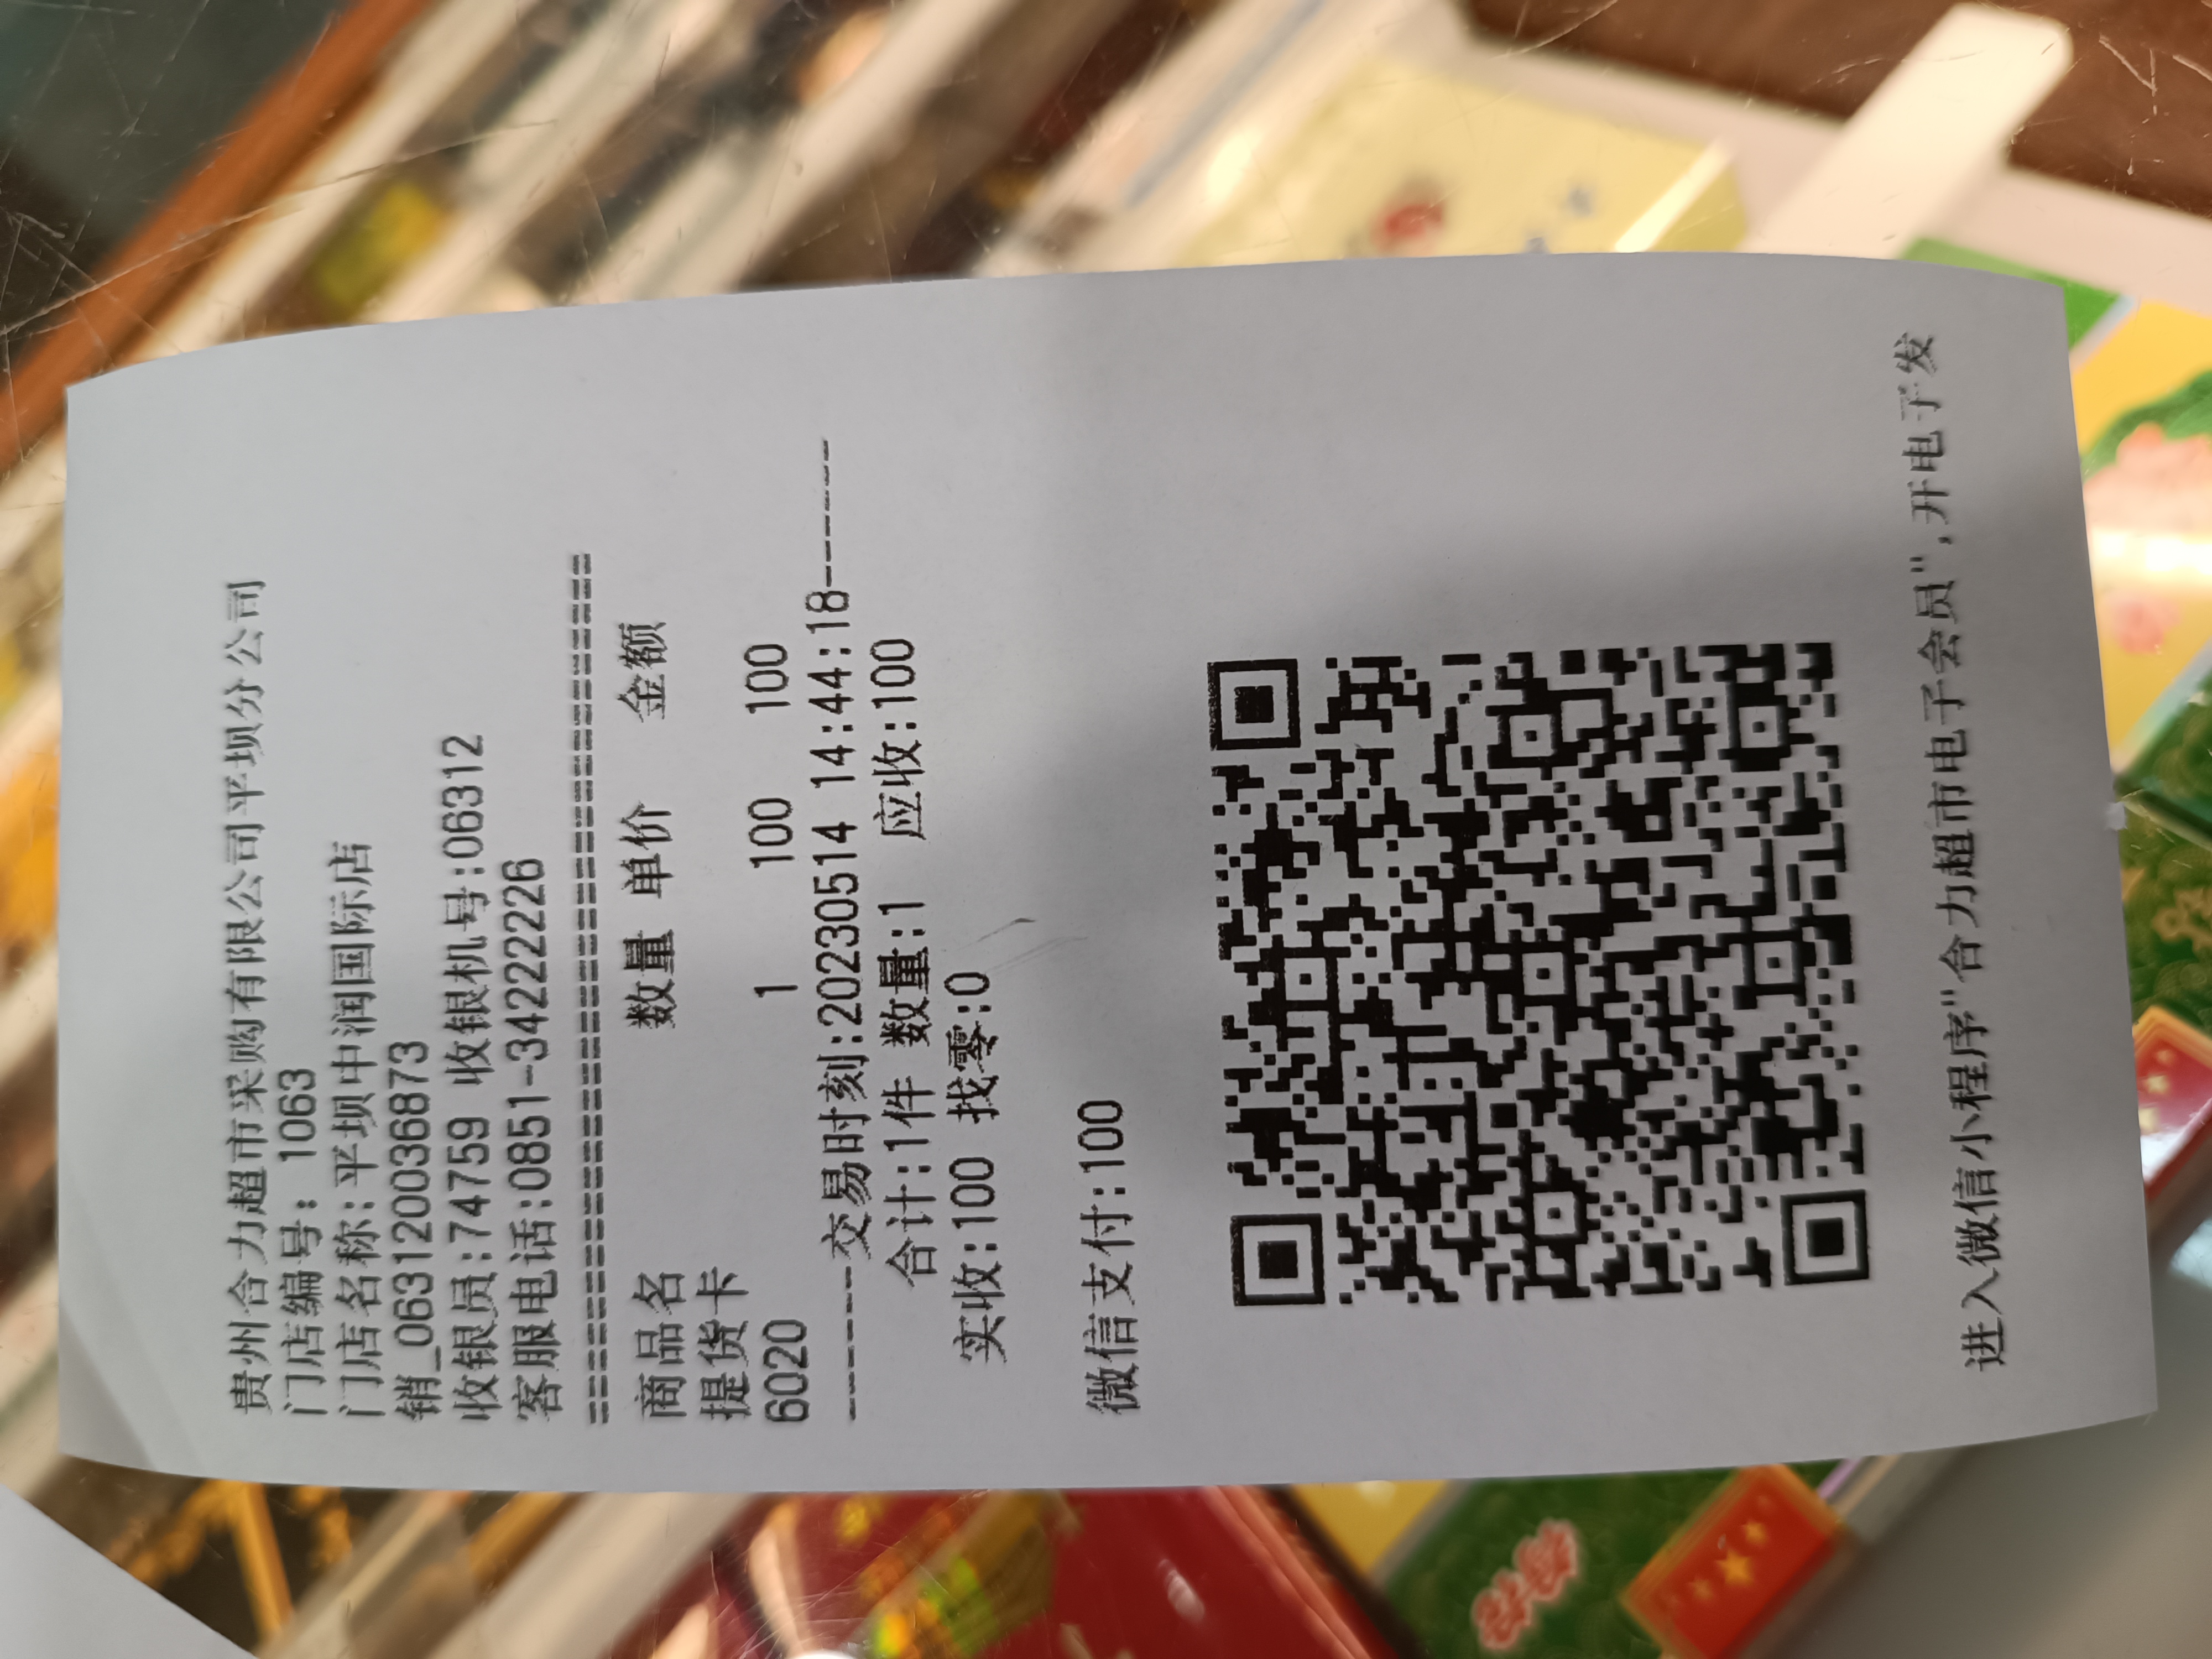 贵州合力超市采购有限公司平坝分公司
门店编号: 1063
门店名称:平坝中润国际店
销_063120036873
收银员:74759 收银机号:06312
客服电话:0851-34222226
================================================
商品名 数量 单价 金额
提货卡
6020 1 100 100
--------交易时刻:20230514 14:44:18------
合计:1件 数量:1 应收:100
实收:100 找零:0
微信支付:100
进入微信小程序"合力超市电子会员",开电子发